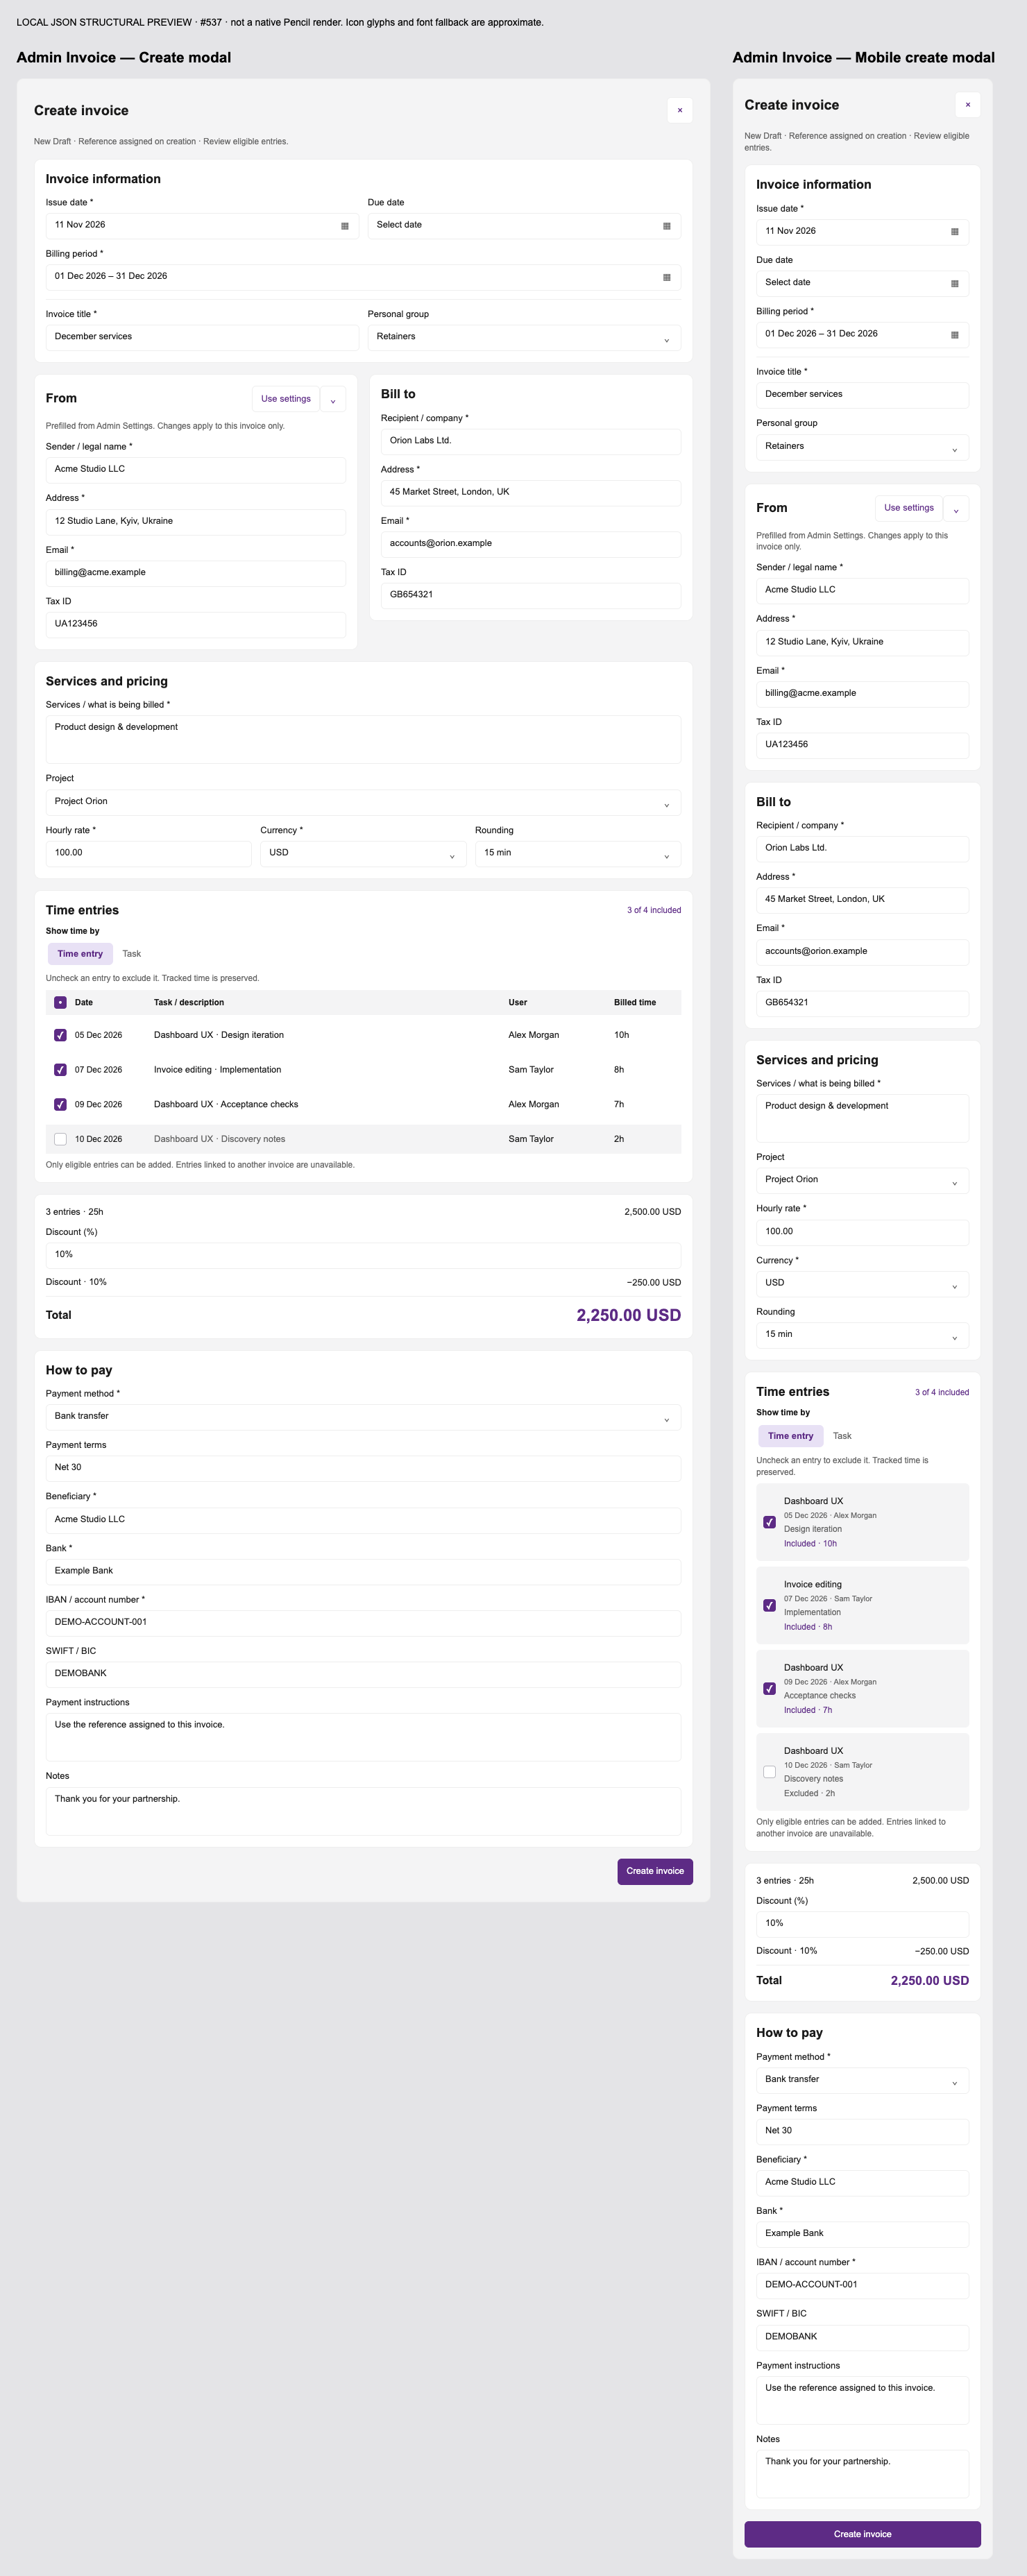 LOCAL JSON STRUCTURAL PREVIEW · #537 · not a native Pencil render. Icon glyphs and font fallback are approximate.
Admin Invoice — Create modal
Create invoice
×
New Draft · Reference assigned on creation · Review eligible entries.
Invoice information
Issue date *
Due date
11 Nov 2026
Select date
Billing period *
01 Dec 2026 – 31 Dec 2026
Invoice title *
Personal group
December services
Retainers
From
Use settings
Prefilled from Admin Settings. Changes apply to this invoice only.
Sender / legal name *
Acme Studio LLC
Address *
12 Studio Lane, Kyiv, Ukraine
Email *
billing@acme.example
Tax ID
UA123456
Bill to
Recipient / company *
Orion Labs Ltd.
Address *
45 Market Street, London, UK
Email *
accounts@orion.example
Tax ID
GB654321
Services and pricing
Services / what is being billed *
Product design & development
Project
Project Orion
Hourly rate *
Currency *
Rounding
100.00
USD
15 min
Time entries
3 of 4 included
Show time by
Time entry
Task
Uncheck an entry to exclude it. Tracked time is preserved.
Date Task / description User Billed time
05 Dec 2026 Dashboard UX · Design iteration Alex Morgan 10h
07 Dec 2026 Invoice editing · Implementation Sam Taylor 8h
09 Dec 2026 Dashboard UX · Acceptance checks Alex Morgan 7h
10 Dec 2026 Dashboard UX · Discovery notes Sam Taylor 2h
Only eligible entries can be added. Entries linked to another invoice are unavailable.
3 entries · 25h 2,500.00 USD
Discount (%)
10%
Discount · 10% −250.00 USD
Total 2,250.00 USD
How to pay
Payment method *
Bank transfer
Payment terms
Net 30
Beneficiary *
Acme Studio LLC
Bank *
Example Bank
IBAN / account number *
DEMO-ACCOUNT-001
SWIFT / BIC
DEMOBANK
Payment instructions
Use the reference assigned to this invoice.
Notes
Thank you for your partnership.
Create invoice
Admin Invoice — Mobile create modal
Create invoice
×
New Draft · Reference assigned on creation · Review eligible
entries.
Invoice information
Issue date *
11 Nov 2026
Due date
Select date
Billing period *
01 Dec 2026 – 31 Dec 2026
Invoice title *
December services
Personal group
Retainers
From
Use settings
Prefilled from Admin Settings. Changes apply to this
invoice only.
Sender / legal name *
Acme Studio LLC
Address *
12 Studio Lane, Kyiv, Ukraine
Email *
billing@acme.example
Tax ID
UA123456
Bill to
Recipient / company *
Orion Labs Ltd.
Address *
45 Market Street, London, UK
Email *
accounts@orion.example
Tax ID
GB654321
Services and pricing
Services / what is being billed *
Product design & development
Project
Project Orion
Hourly rate *
100.00
Currency *
USD
Rounding
15 min
Time entries
3 of 4 included
Show time by
Time entry
Task
Uncheck an entry to exclude it. Tracked time is
preserved.
Dashboard UX
05 Dec 2026 · Alex Morgan
Design iteration
Included · 10h
Invoice editing
07 Dec 2026 · Sam Taylor
Implementation
Included · 8h
Dashboard UX
09 Dec 2026 · Alex Morgan
Acceptance checks
Included · 7h
Dashboard UX
10 Dec 2026 · Sam Taylor
Discovery notes
Excluded · 2h
Only eligible entries can be added. Entries linked to
another invoice are unavailable.
3 entries · 25h 2,500.00 USD
Discount (%)
10%
Discount · 10% −250.00 USD
Total 2,250.00 USD
How to pay
Payment method *
Bank transfer
Payment terms
Net 30
Beneficiary *
Acme Studio LLC
Bank *
Example Bank
IBAN / account number *
DEMO-ACCOUNT-001
SWIFT / BIC
DEMOBANK
Payment instructions
Use the reference assigned to this invoice.
Notes
Thank you for your partnership.
Create invoice